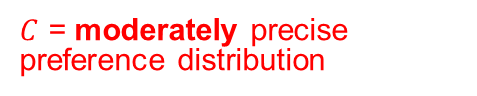 C = moderately precise
preference distribution